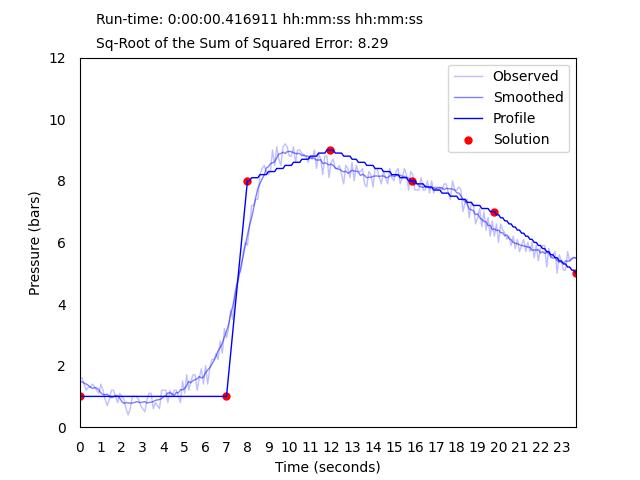 Run-time: 0:00:00.416911 hh:mm:ss hh:mm:ss
Sq-Root of the Sum of Squared Error: 8.29
12
10
8
6
4
2
0
Pressure (bars)
Observed
Smoothed
Profile
Solution
0 1 2 3 4 5 6 7 8 9 10 11 12 13 14 15 16 17 18 19 20 21 22 23
Time (seconds)